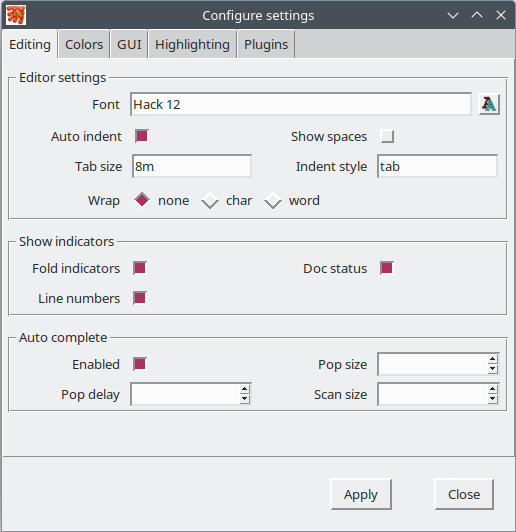 Configure settings
Editing Colors GUI Highlighting Plugins
Editor settings
Font Hack 12
Auto indent Show spaces
Tab size 8m Indent style tab
Wrap none char word
Show indicators
Fold indicators Doc status
Line numbers
Auto complete
Enabled Pop size
Pop delay Scan size
Apply Close